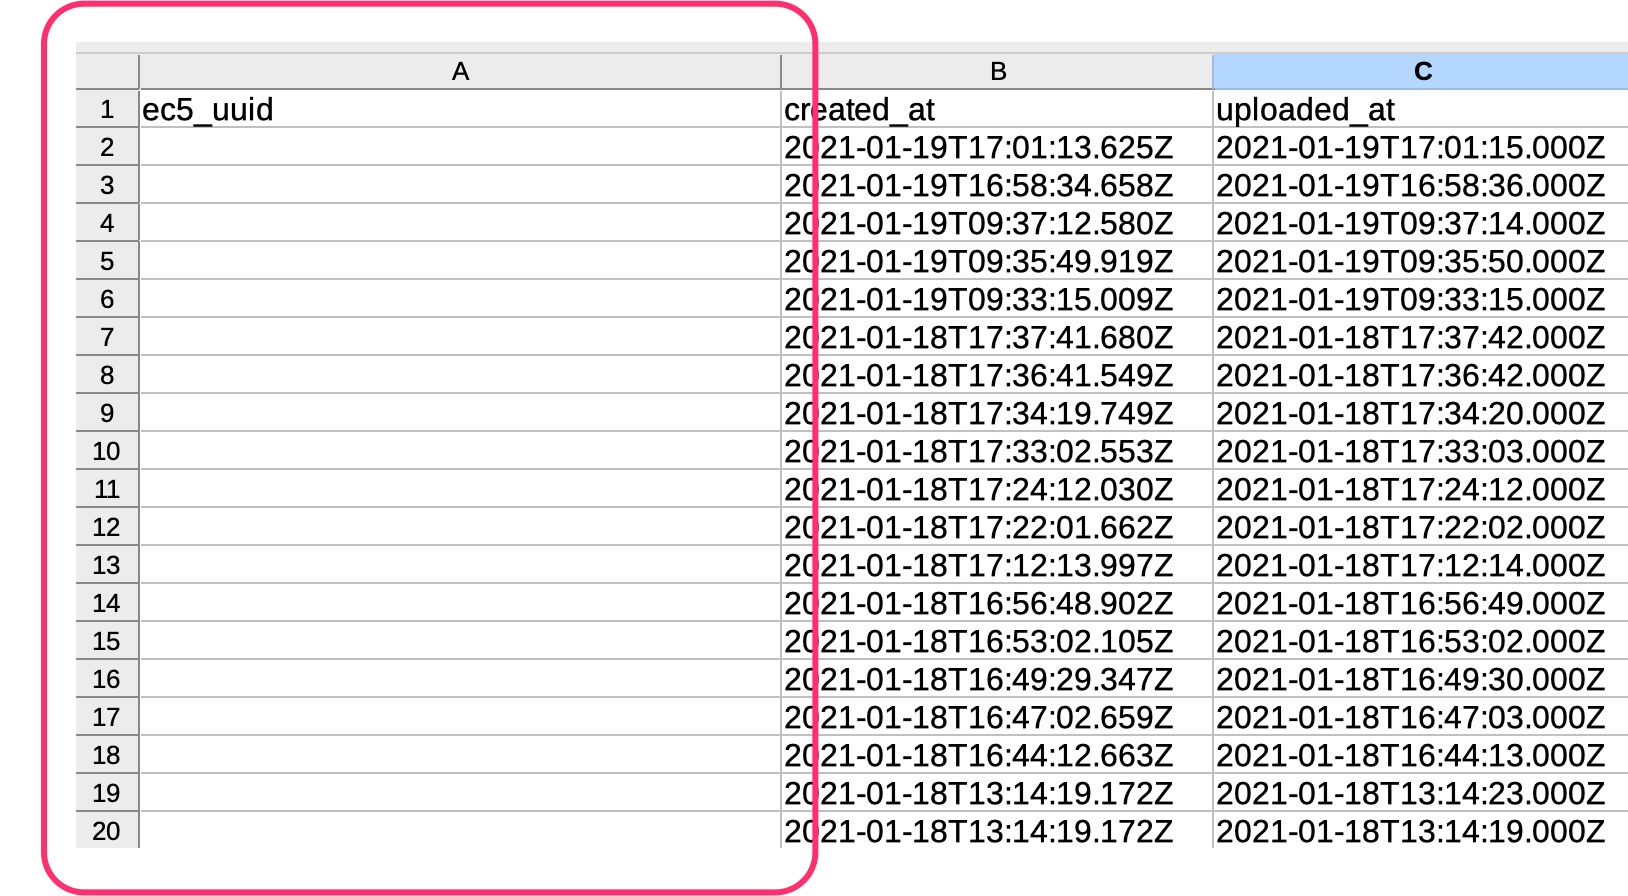 A B C
1 ec5_uuid created_at uploaded_at
2 2021-01-19T17:01:13.625Z 2021-01-19T17:01:15.000Z
3 2021-01-19T16:58:34.658Z 2021-01-19T16:58:36.000Z
4 2021-01-19T09:37:12.580Z 2021-01-19T09:37:14.000Z
5 2021-01-19T09:35:49.919Z 2021-01-19T09:35:50.000Z
6 2021-01-19T09:33:15.009Z 2021-01-19T09:33:15.000Z
7 2021-01-18T17:37:41.680Z 2021-01-18T17:37:42.000Z
8 2021-01-18T17:36:41.549Z 2021-01-18T17:36:42.000Z
9 2021-01-18T17:34:19.749Z 2021-01-18T17:34:20.000Z
10 2021-01-18T17:33:02.553Z 2021-01-18T17:33:03.000Z
11 2021-01-18T17:24:12.030Z 2021-01-18T17:24:12.000Z
12 2021-01-18T17:22:01.662Z 2021-01-18T17:22:02.000Z
13 2021-01-18T17:12:13.997Z 2021-01-18T17:12:14.000Z
14 2021-01-18T16:56:48.902Z 2021-01-18T16:56:49.000Z
15 2021-01-18T16:53:02.105Z 2021-01-18T16:53:02.000Z
16 2021-01-18T16:49:29.347Z 2021-01-18T16:49:30.000Z
17 2021-01-18T16:47:02.659Z 2021-01-18T16:47:03.000Z
18 2021-01-18T16:44:12.663Z 2021-01-18T16:44:13.000Z
19 2021-01-18T13:14:19.172Z 2021-01-18T13:14:23.000Z
20 2021-01-18T13:14:19.172Z 2021-01-18T13:14:19.000Z